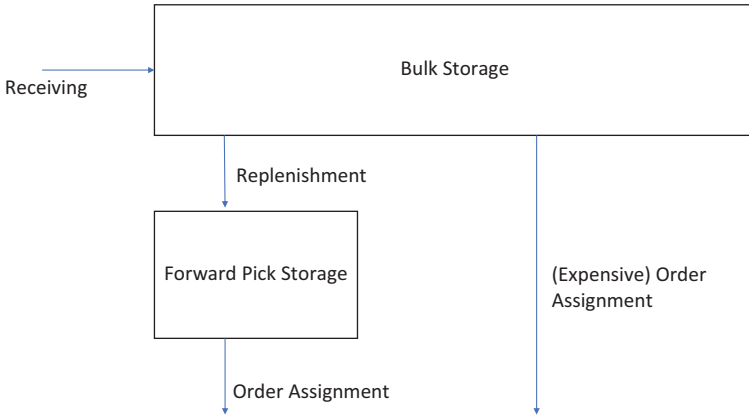 Bulk Storage
Receiving
Replenishment
Forward Pick Storage
(Expensive) Order
Assignment
Order Assignment